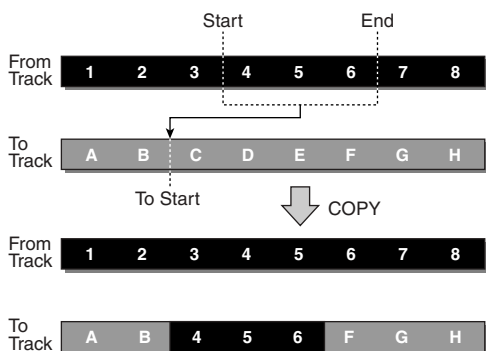 Start End
From
Track 1 2 3 4 5 6 7 8
To
Track A B C D E F G H
To Start
COPY
From
Track 1 2 3 4 5 6 7 8
To
Track A B 4 5 6 F G H